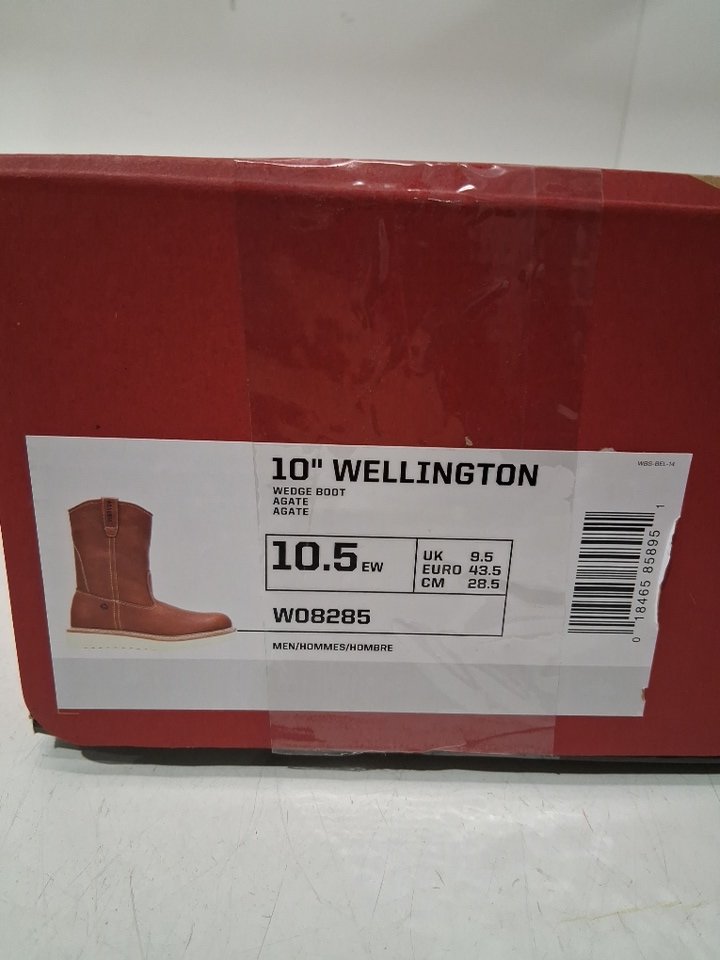 10" WELLINGTON
WEDGE BOOT
AGATE
AGATE
10.5 EW
UK 9.5
EURO 43.5
CM 28.5
W08285
MEN/HOMMES/HOMBRE
WBS-BEL-14
0 18465 85895 1